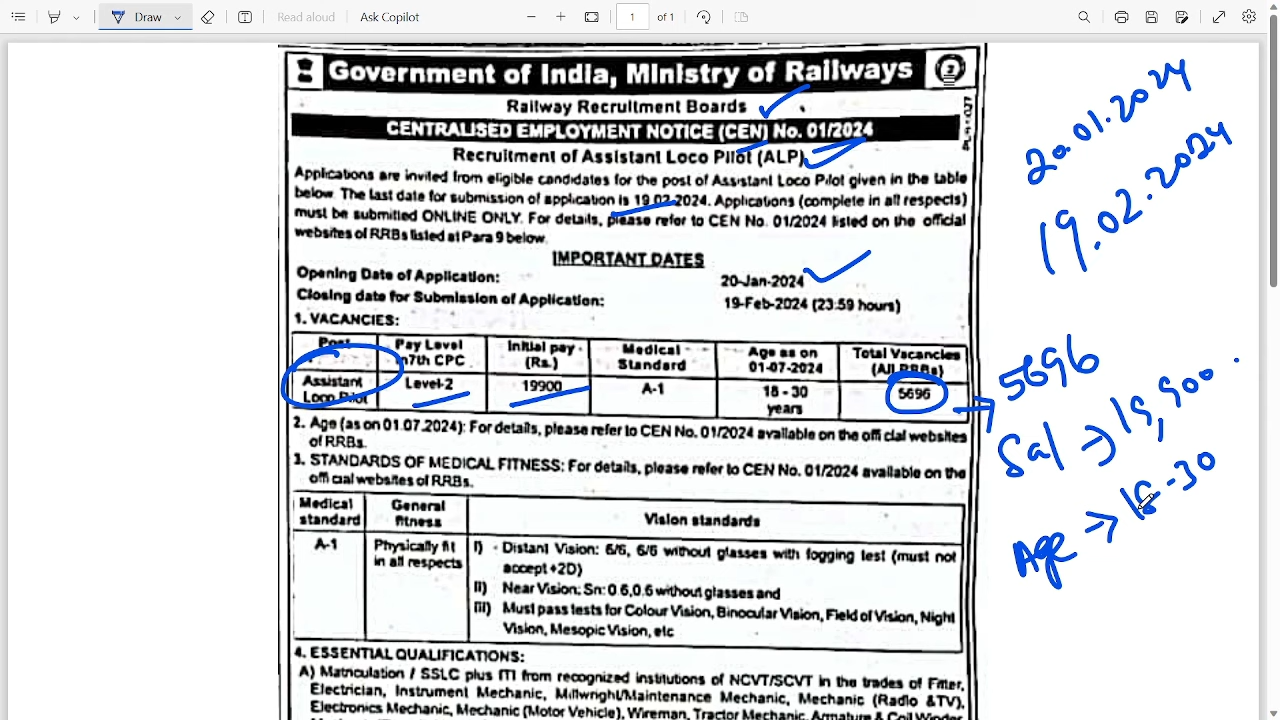 Draw
Read aloud
Ask Copilot
1 of 1
Government of India, Ministry of Railways
Railway Recruitment Boards
CENTRALISED EMPLOYMENT NOTICE (CEN) No. 01/2024
Recruitment of Assistant Loco Pilot (ALP)
Applications are invited from eligible candidates for the post of Assistant Loco Pilot given in the table
below. The last date for submission of application is 19.02.2024. Applications (complete in all respects)
must be submitted ONLINE ONLY. For details, please refer to CEN No. 01/2024 listed on the official
websites of RRBs listed at Para 9 below.
IMPORTANT DATES
Opening Date of Application: 20-Jan-2024
Closing date for Submission of Application: 19-Feb-2024 (23:59 hours)
1. VACANCIES:
Post Pay Level in 7th CPC Initial pay (Rs.) Medical Standard Age as on 01-07-2024 Total Vacancies (All RRBs)
Assistant Loco Pilot Level-2 19900 A-1 18 - 30 years 5696
2. Age (as on 01.07.2024): For details, please refer to CEN No. 01/2024 available on the official websites
of RRBs.
3. STANDARDS OF MEDICAL FITNESS: For details, please refer to CEN No. 01/2024 available on the
official websites of RRBs.
Medical standard General fitness Vision standards
A-1 Physically fit in all respects
i) - Distant Vision: 6/6, 6/6 without glasses with fogging test (must not
accept +2D)
ii) Near Vision: Sn: 0.6,0.6 without glasses and
iii) Must pass tests for Colour Vision, Binocular Vision, Field of Vision, Night
Vision, Mesopic Vision, etc
4. ESSENTIAL QUALIFICATIONS:
A) Matriculation / SSLC plus ITI from recognized institutions of NCVT/SCVT in the trades of Fitter,
Electrician, Instrument Mechanic, Millwright/Maintenance Mechanic, Mechanic (Radio & TV),
Electronics Mechanic, Mechanic (Motor Vehicle), Wireman, Tractor Mechanic, Armature & Coil Winder
20.01.2024
19.02.2024
5696
Sal → 19,900.
Age → 18-30